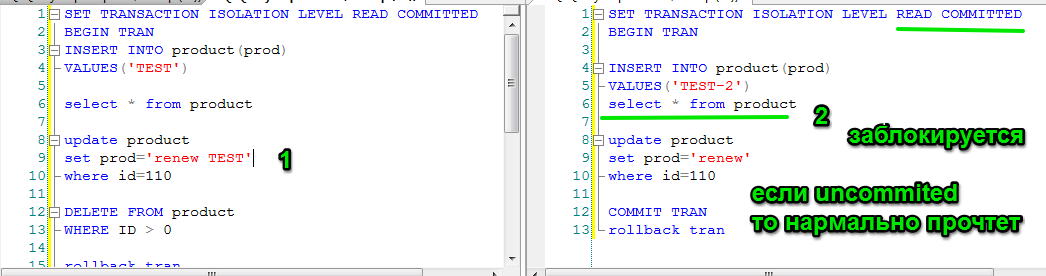 1 SET TRANSACTION ISOLATION LEVEL READ COMMITTED
2 BEGIN TRAN
3 INSERT INTO product(prod)
4 VALUES('TEST')
5
6 select * from product
7
8 update product
9 set prod='renew TEST'
10 where id=110
11
12 DELETE FROM product
13 WHERE ID > 0
14
15 rollback tran
1
1 SET TRANSACTION ISOLATION LEVEL READ COMMITTED
2 BEGIN TRAN
3
4 INSERT INTO product(prod)
5 VALUES('TEST-2')
6 select * from product
7
8 update product
9 set prod='renew'
10 where id=110
11
12 COMMIT TRAN
13 rollback tran
2
заблокируется
если uncommited
то нармально прочтет